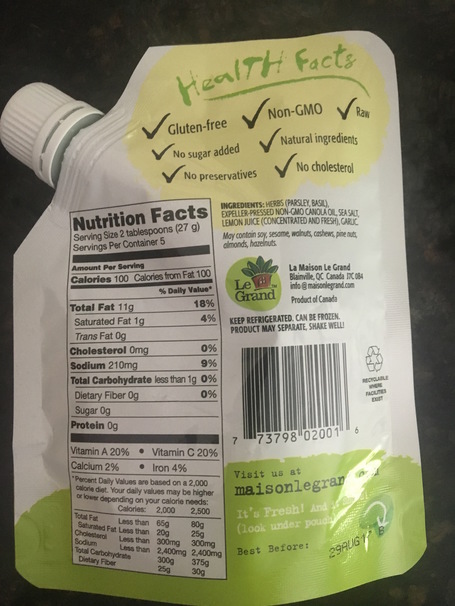 HealTH Facts
✓ Gluten-free ✓ Non-GMO ✓ Raw
✓ No sugar added ✓ Natural ingredients
✓ No preservatives ✓ No cholesterol
INGREDIENTS: HERBS (PARSLEY, BASIL),
EXPELLER-PRESSED NON-GMO CANOLA OIL, SEA SALT,
LEMON JUICE (CONCENTRATED AND FRESH), GARLIC.
May contain soy, sesame, walnuts, cashews, pine nuts,
almonds, hazelnuts.
Nutrition Facts
Serving Size 2 tablespoons (27 g)
Servings Per Container 5
Amount Per Serving
Calories 100 Calories from Fat 100
% Daily Value*
Total Fat 11g 18%
Saturated Fat 1g 4%
Trans Fat 0g
Cholesterol 0mg 0%
Sodium 210mg 9%
Total Carbohydrate less than 1g 0%
Dietary Fiber 0g 0%
Sugar 0g
Protein 0g
Vitamin A 20% • Vitamin C 20%
Calcium 2% • Iron 4%
*Percent Daily Values are based on a 2,000
calorie diet. Your daily values may be higher
or lower depending on your calorie needs:
Calories: 2,000 2,500
Total Fat Less than 65g 80g
Saturated Fat Less than 20g 25g
Cholesterol Less than 300mg 300mg
Sodium Less than 2,400mg 2,400mg
Total Carbohydrate 300g 375g
Dietary Fiber 25g 30g
Le
Grand
TM
La Maison Le Grand
Blainville, QC Canada J7C 0B4
info@maisonlegrand.com
Product of Canada
KEEP REFRIGERATED. CAN BE FROZEN.
PRODUCT MAY SEPARATE, SHAKE WELL!
RECYCLABLE
WHERE
FACILITIES
EXIST
7 73798 02001 6
Visit us at
maisonlegran
It's Fresh! And
(look under pouch
Best Before: 29AUG